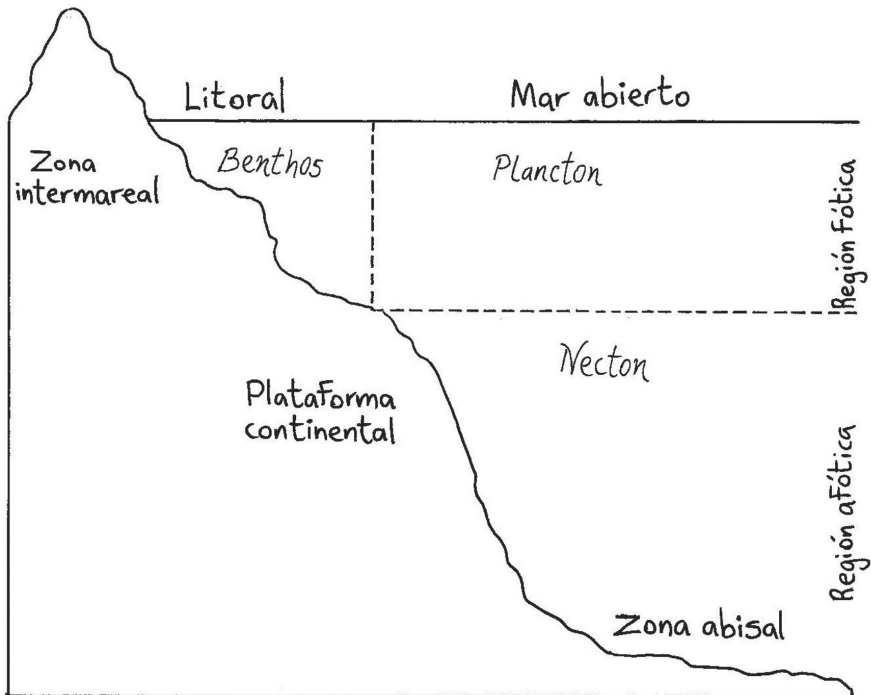 Litoral
Mar abierto
Zona
intermareal
Benthos
Plancton
Región Fótica
Necton
Plataforma
continental
Región aFótica
Zona abisal